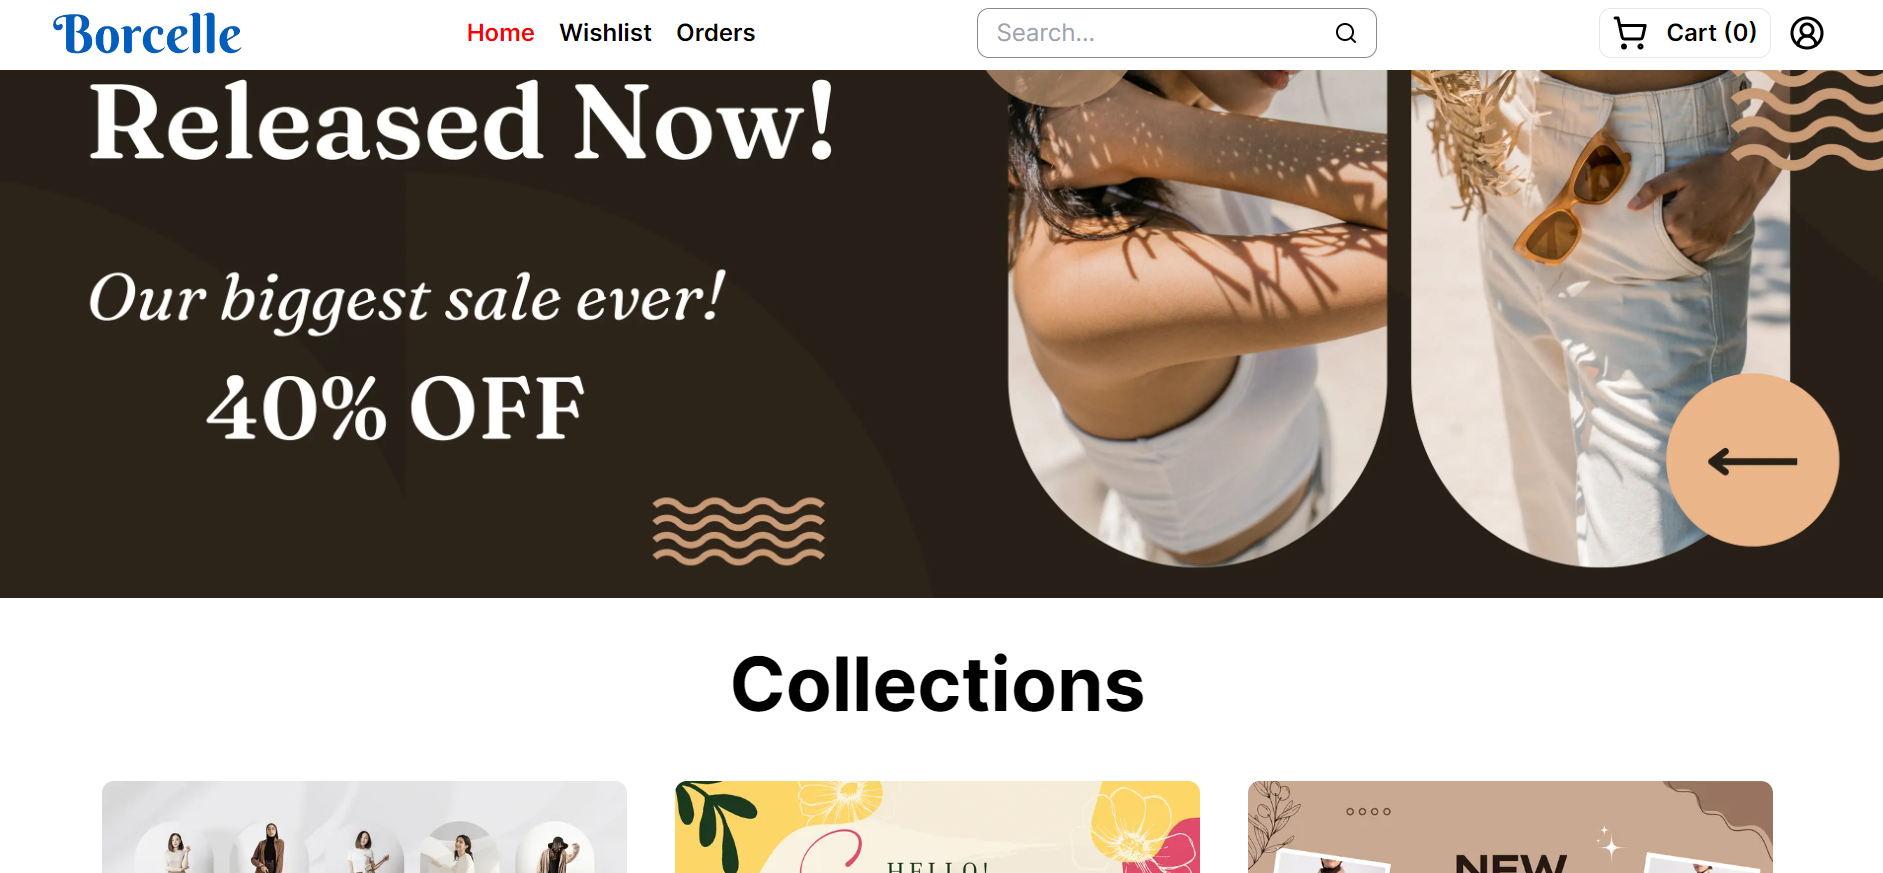 Borcelle
Home Wishlist Orders
Search...
Cart (0)
Released Now!
Our biggest sale ever!
40% OFF
Collections
HELLO!
NEW